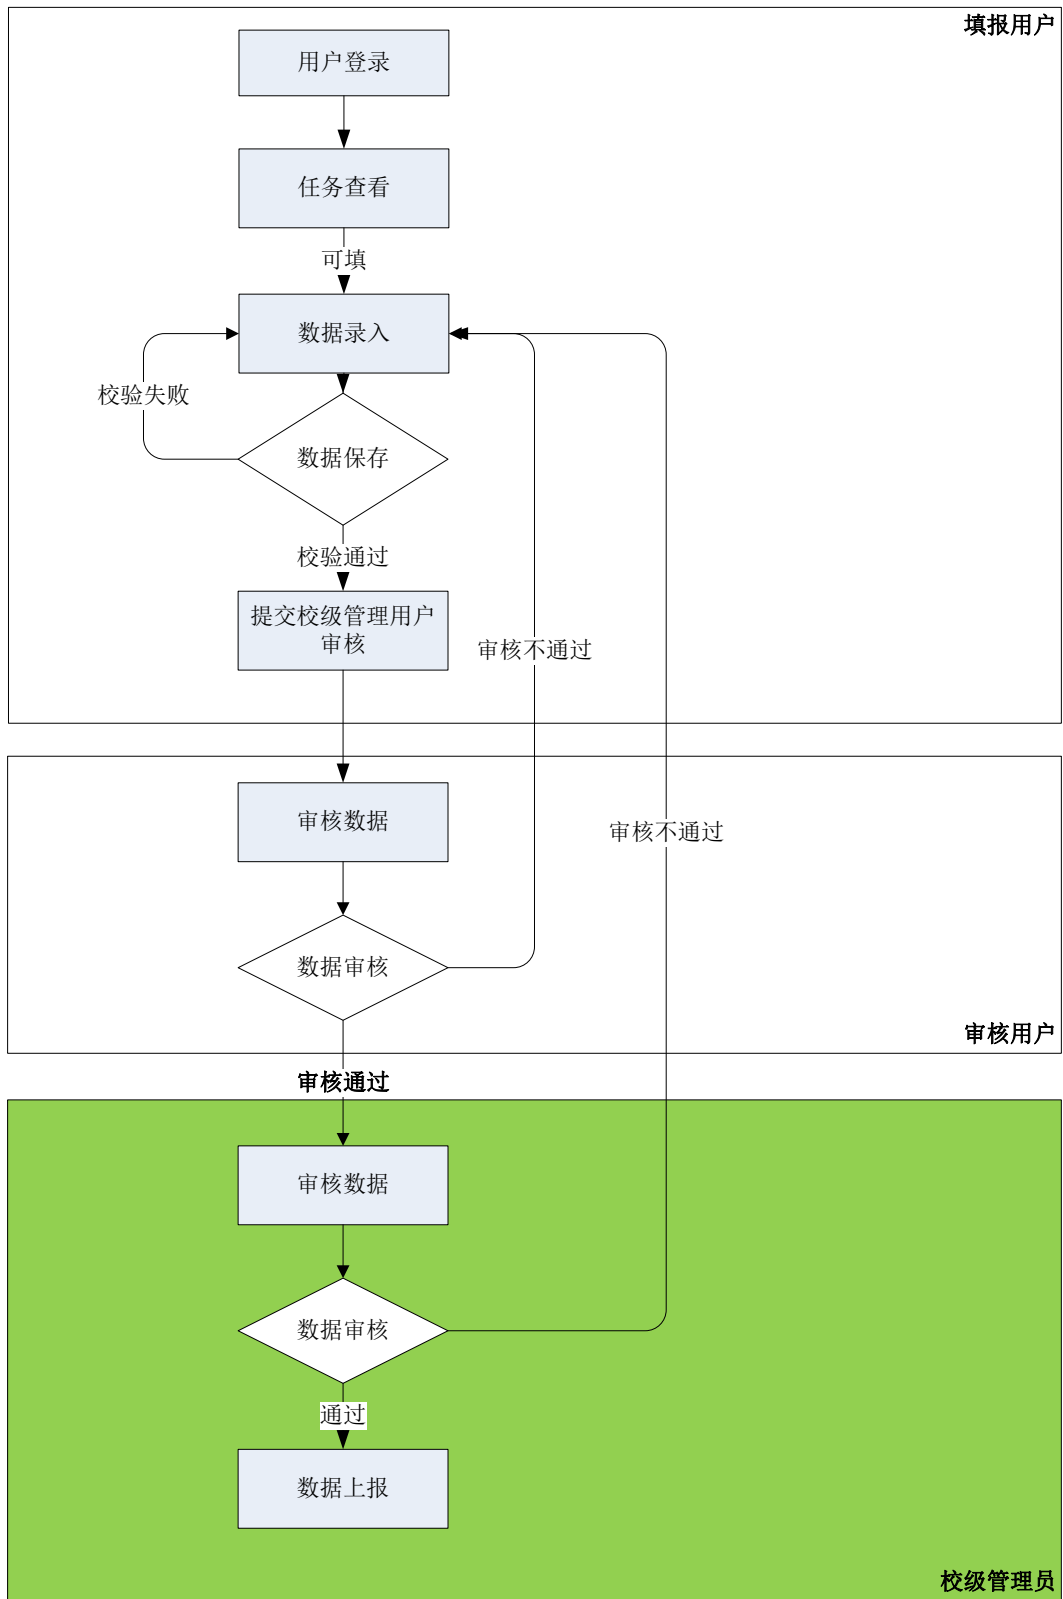 填报用户
用户登录
任务查看
可填
数据录入
校验失败
数据保存
校验通过
提交校级管理用户
审核
审核不通过
审核数据
审核不通过
数据审核
审核用户
审核通过
审核数据
数据审核
通过
数据上报
校级管理员